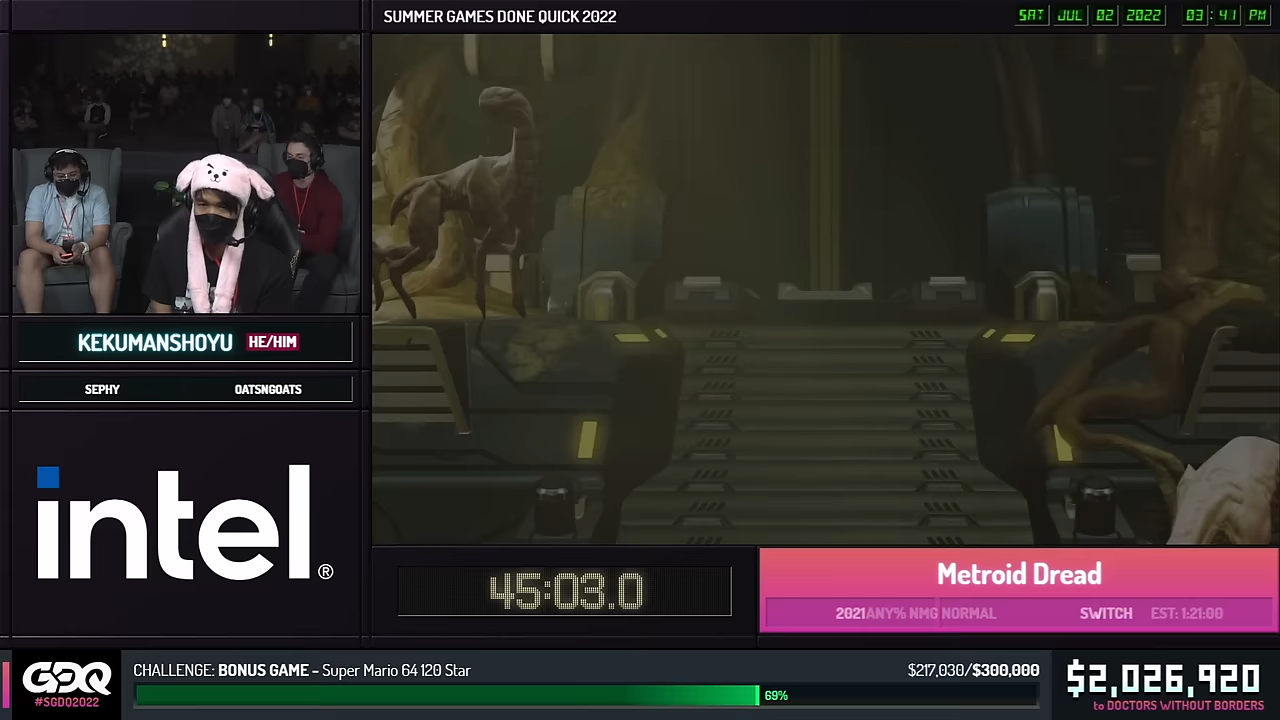 SUMMER GAMES DONE QUICK 2022
SAT JUL 02 2022 03:41 PM
KEKUMANSHOYU HE/HIM
SEPHY OATSNGOATS
intel®
45:03.0
Metroid Dread
2021 ANY% NMG NORMAL SWITCH EST: 1:21:00
GDQ
#SGDQ2022
CHALLENGE: BONUS GAME – Super Mario 64 120 Star
$217,030/$300,000
69%
$2,026,920
to DOCTORS WITHOUT BORDERS